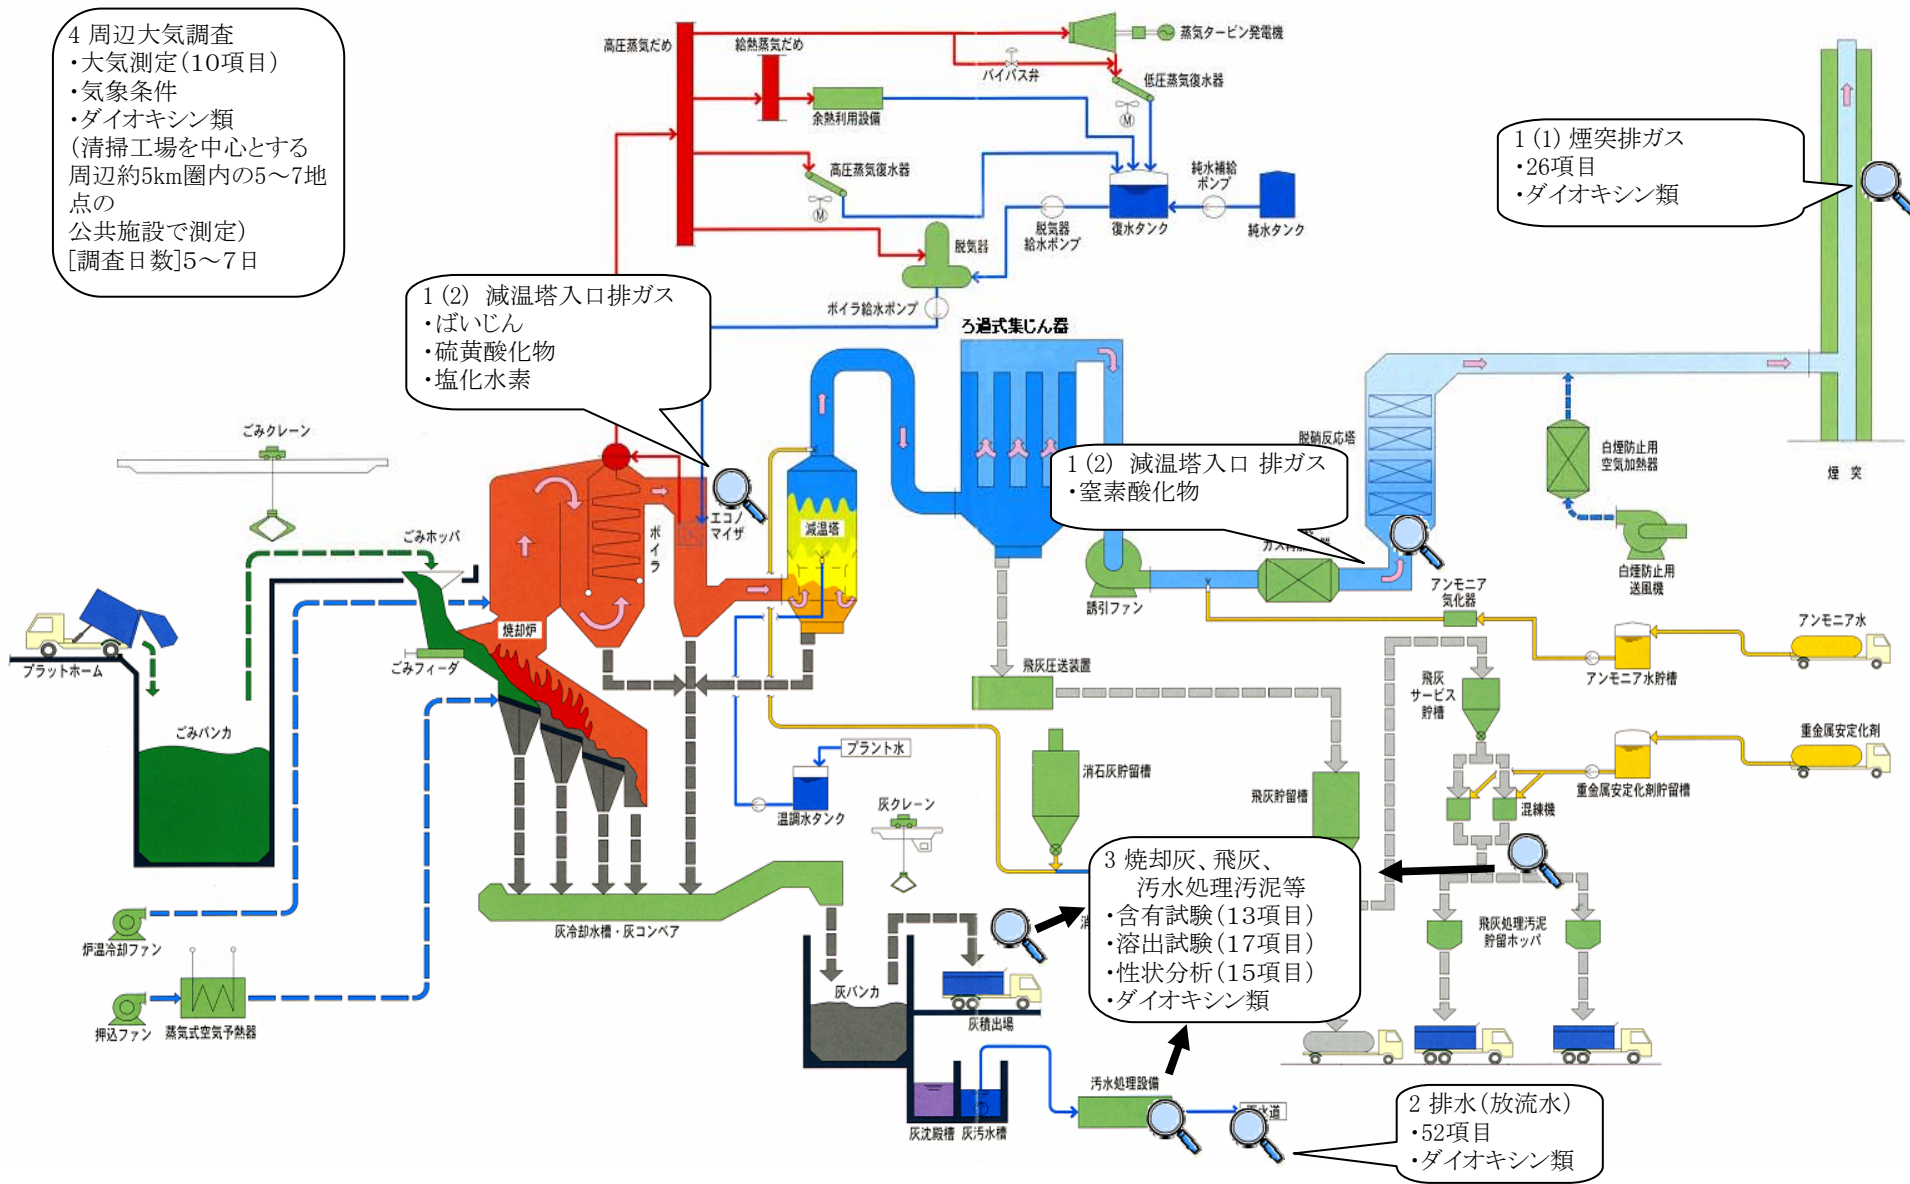 4 周辺大気調査
・大気測定(10項目)
・気象条件
・ダイオキシン類
(清掃工場を中心とする
周辺約5km圏内の5～7地
点の
公共施設で測定)
[調査日数]5～7日
高圧蒸気だめ
給熱蒸気だめ
蒸気タービン発電機
バイパス弁
低圧蒸気復水器
M
余熱利用設備
高圧蒸気復水器
M
純水補給
ポンプ
脱気器
給水ポンプ
復水タンク
純水タンク
脱気器
ボイラ給水ポンプ
1 (1) 煙突排ガス
・26項目
・ダイオキシン類
1 (2) 減温塔入口排ガス
・ばいじん
・硫黄酸化物
・塩化水素
ろ過式集じん器
ごみクレーン
脱硝反応塔
1 (2) 減温塔入口 排ガス
・窒素酸化物
白煙防止用
空気加熱器
煙 突
ごみホッパ
ボイラ
エコノ
マイザ
減温塔
誘引ファン
アンモニア
気化器
白煙防止用
送風機
アンモニア水
プラットホーム
焼却炉
ごみフィーダ
飛灰圧送装置
飛灰
サービス
貯槽
アンモニア水貯槽
ごみバンカ
プラント水
消石灰貯留槽
重金属安定化剤
温調水タンク
灰クレーン
飛灰貯留槽
混練機
重金属安定化剤貯留槽
3 焼却灰、飛灰、
汚水処理汚泥等
・含有試験(13項目)
・溶出試験(17項目)
・性状分析(15項目)
・ダイオキシン類
炉温冷却ファン
灰冷却水槽・灰コンベア
飛灰処理汚泥
貯留ホッパ
押込ファン
蒸気式空気予熱器
灰バンカ
灰積出場
汚水処理設備
灰沈殿槽
灰汚水槽
2 排水(放流水)
・52項目
・ダイオキシン類